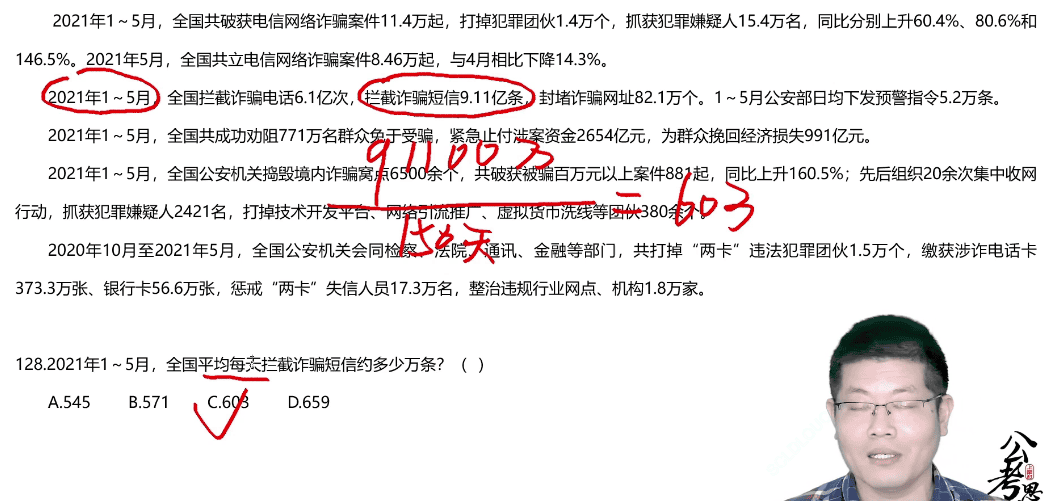 2021年1～5月，全国共破获电信网络诈骗案件11.4万起，打掉犯罪团伙1.4万个，抓获犯罪嫌疑人15.4万名，同比分别上升60.4%、80.6%和
146.5%。2021年5月，全国共立电信网络诈骗案件8.46万起，与4月相比下降14.3%。
2021年1～5月，全国拦截诈骗电话6.1亿次，拦截诈骗短信9.11亿条，封堵诈骗网址82.1万个。1～5月公安部日均下发预警指令5.2万条。
2021年1～5月，全国共成功劝阻771万名群众免于受骗，紧急止付涉案资金2654亿元，为群众挽回经济损失991亿元。
91100万
2021年1～5月，全国公安机关捣毁境内诈骗窝点6500余个，共破获被骗百万元以上案件881起，同比上升160.5%；先后组织20余次集中收网
行动，抓获犯罪嫌疑人2421名，打掉技术开发平台、网络引流推广、虚拟货币洗线等团伙380余个。
= 603
150天
2020年10月至2021年5月，全国公安机关会同检察、法院、通讯、金融等部门，共打掉“两卡”违法犯罪团伙1.5万个，缴获涉诈电话卡
373.3万张、银行卡56.6万张，惩戒“两卡”失信人员17.3万名，整治违规行业网点、机构1.8万家。
128.2021年1～5月，全国平均每天拦截诈骗短信约多少万条？（ ）
A.545 B.571 C.603 D.659
公考思